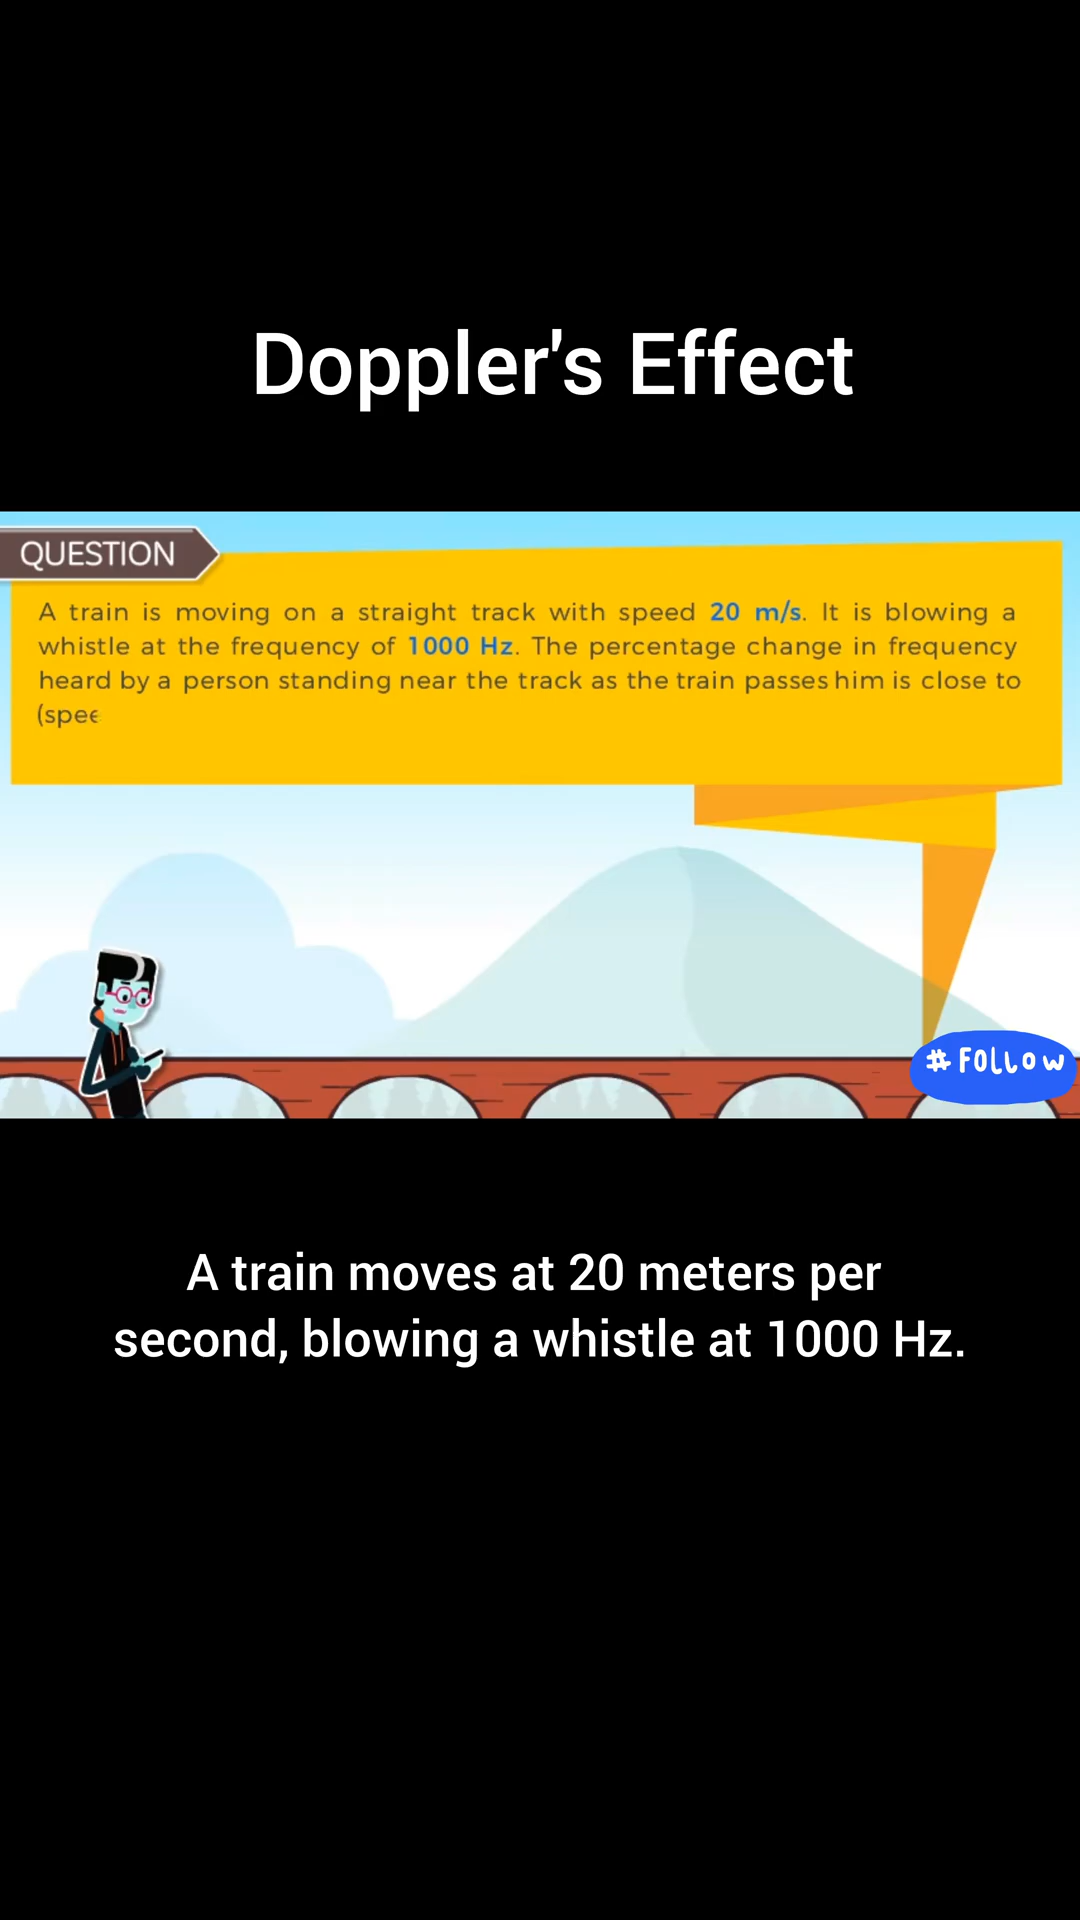 Doppler's Effect
QUESTION
A train is moving on a straight track with speed 20 m/s. It is blowing a
whistle at the frequency of 1000 Hz. The percentage change in frequency
heard by a person standing near the track as the train passes him is close to
(spee
#FOLLOW
A train moves at 20 meters per
second, blowing a whistle at 1000 Hz.